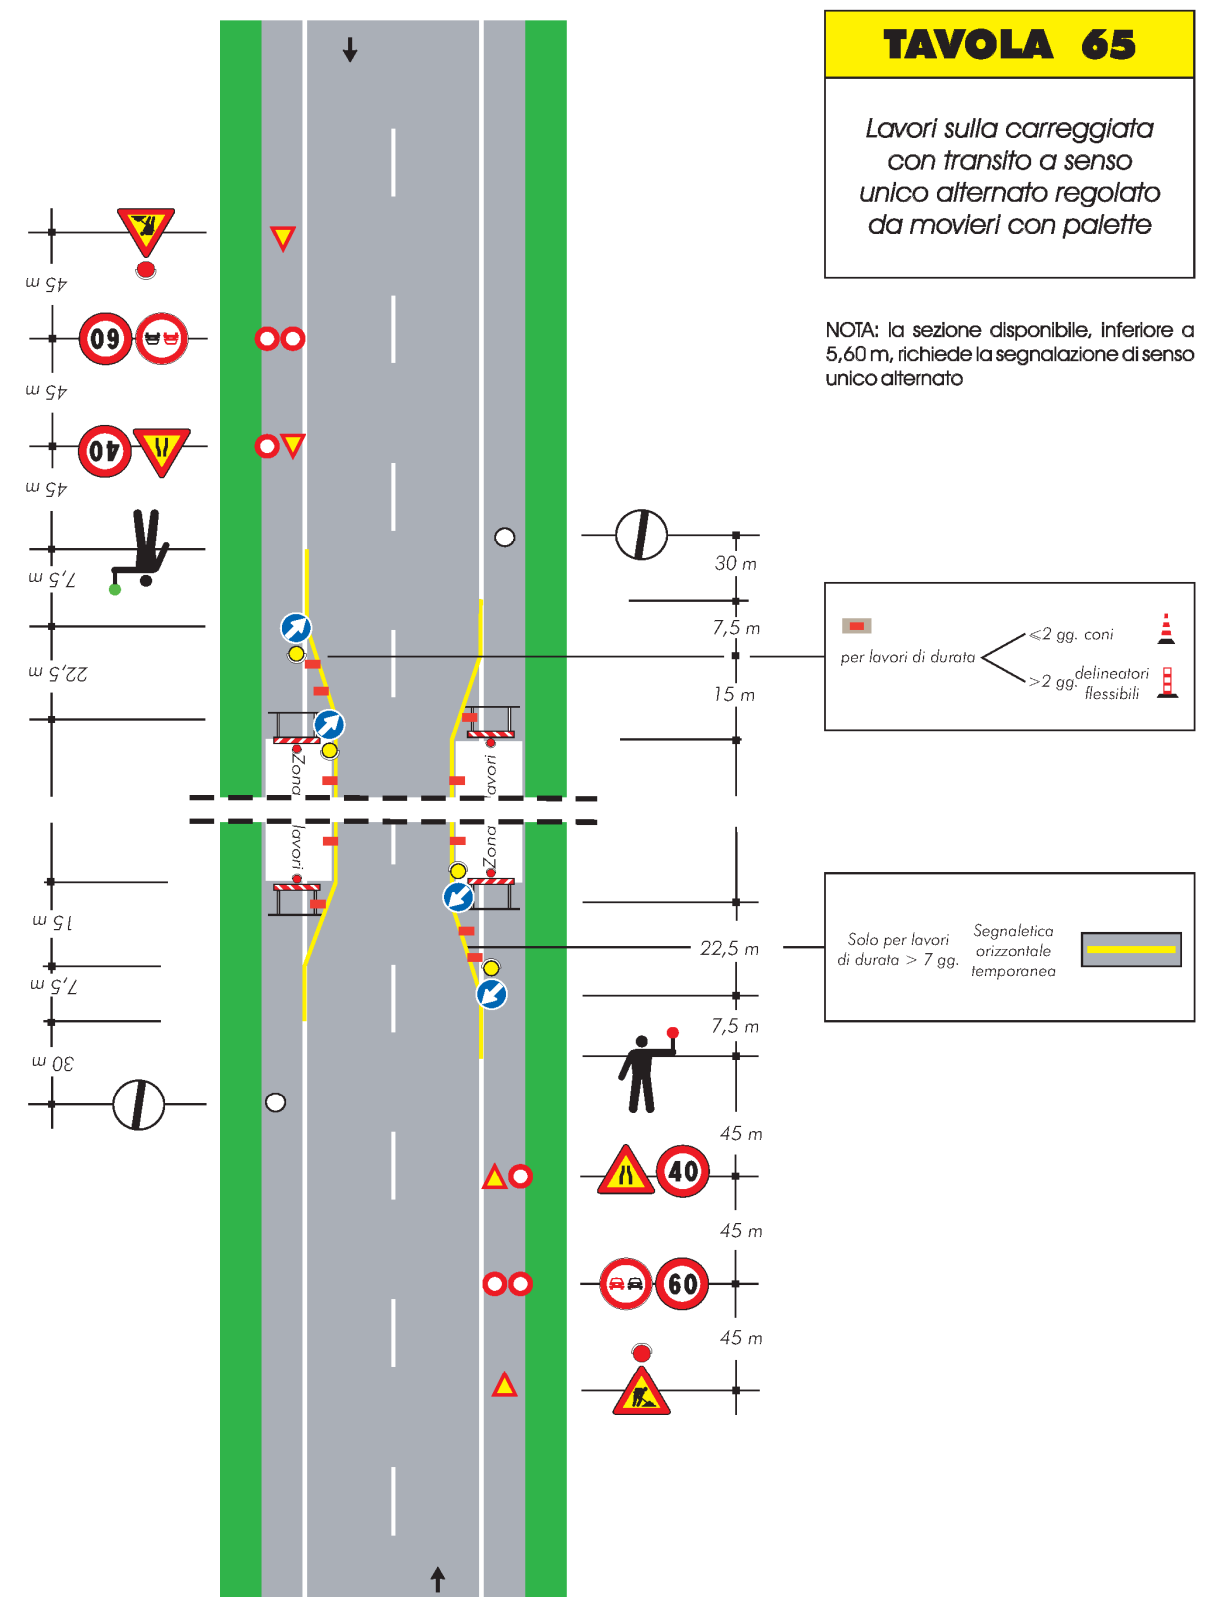 TAVOLA 65
Lavori sulla carreggiata
con transito a senso
unico alternato regolato
da movieri con palette
NOTA: la sezione disponibile, inferiore a
5,60 m, richiede la segnalazione di senso
unico alternato
45 m
60
45 m
40
45 m
7,5 m
22,5 m
30 m
7,5 m
15 m
per lavori di durata
≤2 gg. coni
>2 gg. delineatori
flessibili
Zona
lavori
lavori
Zona
15 m
7,5 m
30 m
22,5 m
7,5 m
Solo per lavori
di durata > 7 gg.
Segnaletica
orizzontale
temporanea
45 m
40
45 m
60
45 m